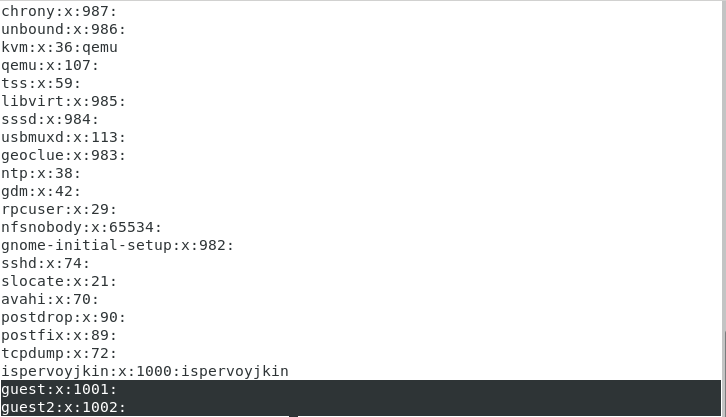 chrony:x:987:
unbound:x:986:
kvm:x:36:qemu
qemu:x:107:
tss:x:59:
libvirt:x:985:
sssd:x:984:
usbmuxd:x:113:
geoclue:x:983:
ntp:x:38:
gdm:x:42:
rpcuser:x:29:
nfsnobody:x:65534:
gnome-initial-setup:x:982:
sshd:x:74:
slocate:x:21:
avahi:x:70:
postdrop:x:90:
postfix:x:89:
tcpdump:x:72:
ispervoyjkin:x:1000:ispervoyjkin
guest:x:1001:
guest2:x:1002: